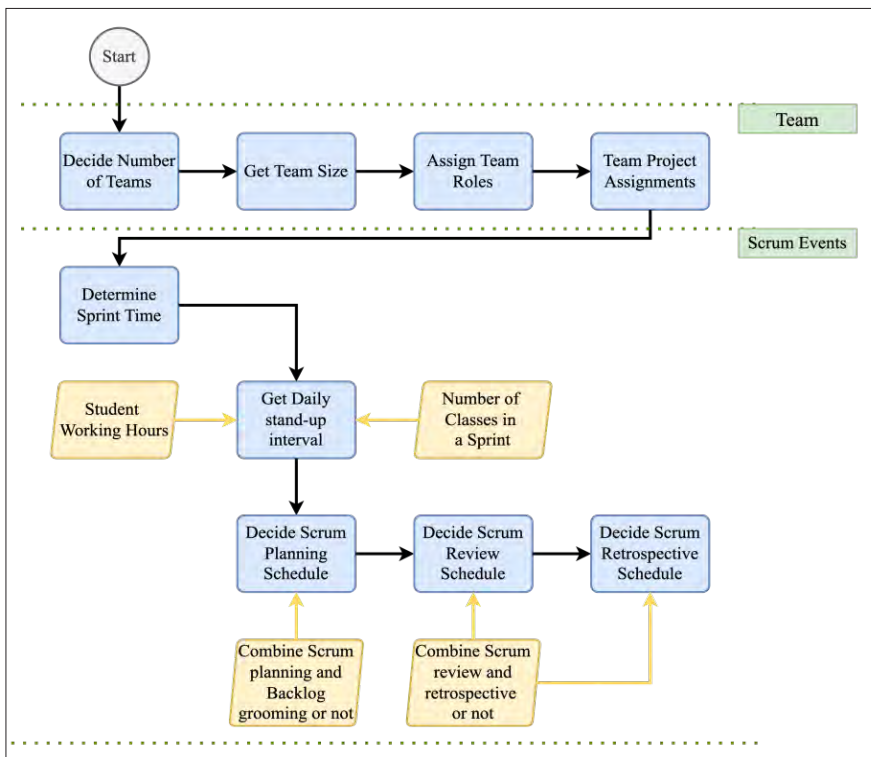 Start
Team
Decide Number
of Teams
Get Team Size
Assign Team
Roles
Team Project
Assignments
Scrum Events
Determine
Sprint Time
Student
Working Hours
Get Daily
stand-up
interval
Number of
Classes in
a Sprint
Decide Scrum
Planning
Schedule
Decide Scrum
Review
Schedule
Decide Scrum
Retrospective
Schedule
Combine Scrum
planning and
Backlog
grooming or not
Combine Scrum
review and
retrospective
or not